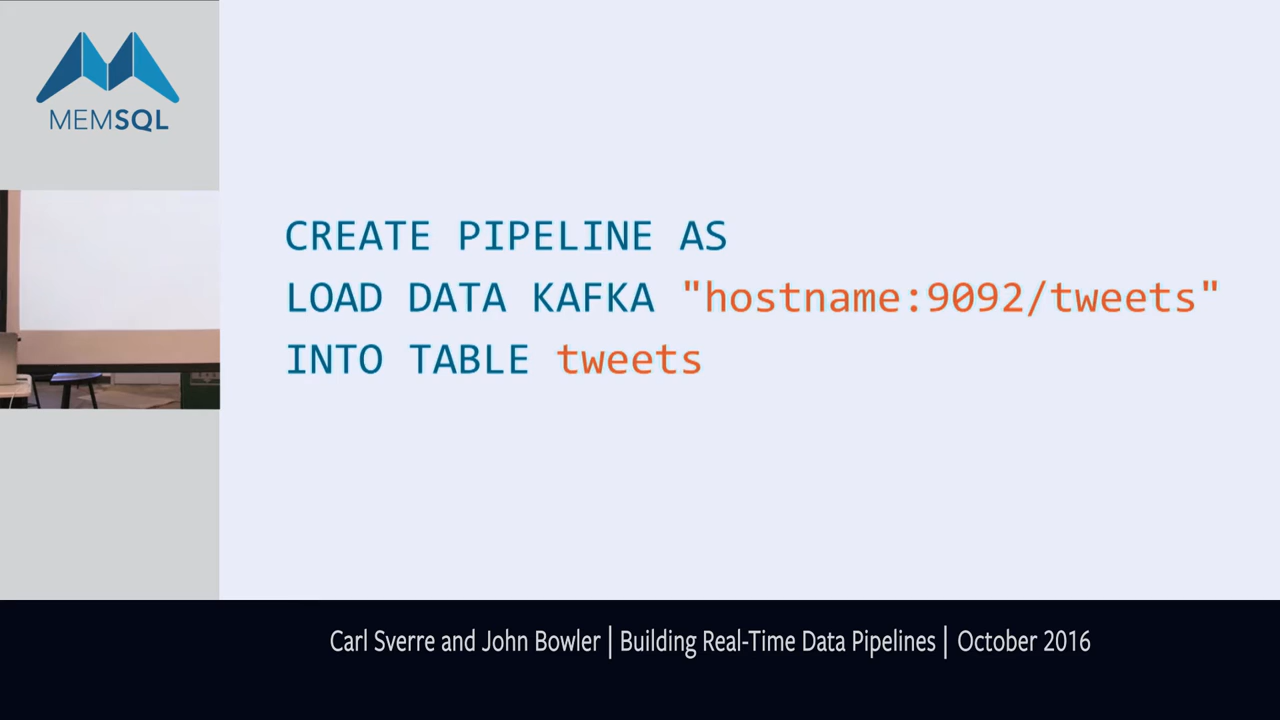 MEMSQL
CREATE PIPELINE AS
LOAD DATA KAFKA "hostname:9092/tweets"
INTO TABLE tweets
Carl Sverre and John Bowler | Building Real-Time Data Pipelines | October 2016